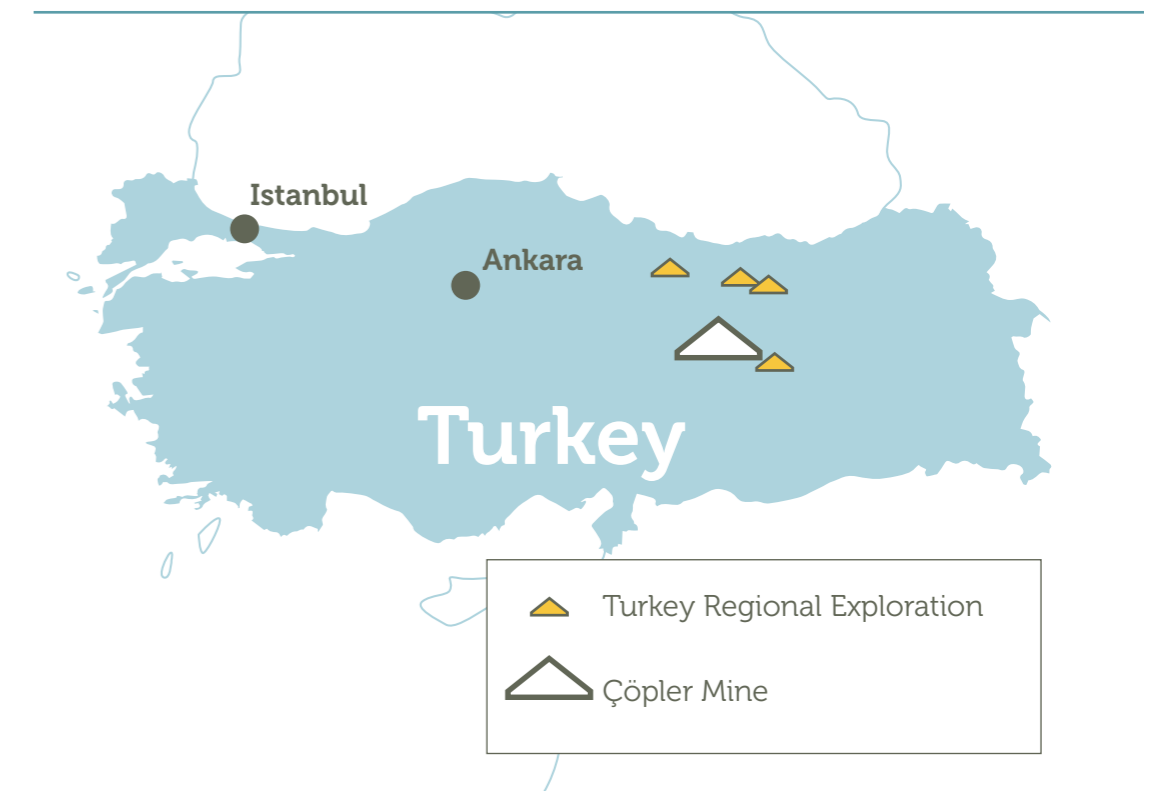 Istanbul
Ankara
Turkey
Turkey Regional Exploration
Çöpler Mine